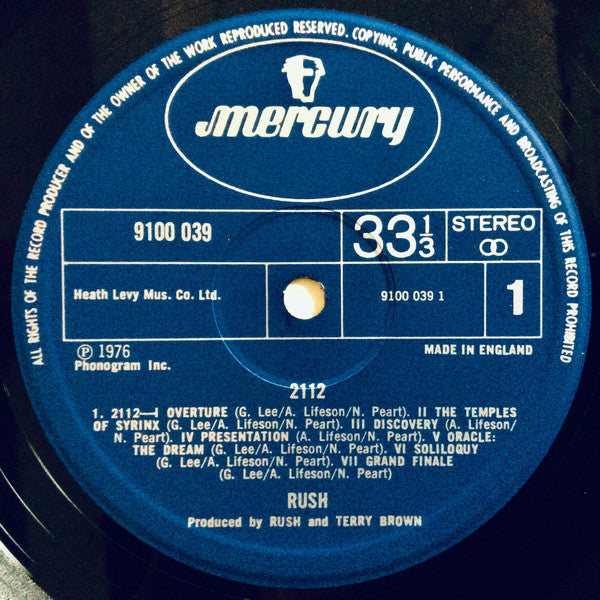 ALL RIGHTS OF THE RECORD PRODUCER AND OF THE OWNER OF THE WORK REPRODUCED RESERVED. COPYING, PUBLIC PERFORMANCE AND BROADCASTING OF THIS RECORD PROHIBITED
mercury
9100 039
33 1/3
STEREO
Heath Levy Mus. Co. Ltd.
9100 039 1
1
Ⓟ 1976
Phonogram Inc.
MADE IN ENGLAND
2112
1. 2112—I OVERTURE (G. Lee/A. Lifeson/N. Peart). II THE TEMPLES
OF SYRINX (G. Lee/A. Lifeson/N. Peart). III DISCOVERY (A. Lifeson/
N. Peart). IV PRESENTATION (A. Lifeson/N. Peart). V ORACLE:
THE DREAM (G. Lee/A. Lifeson/N. Peart). VI SOLILOQUY
(G. Lee/A. Lifeson/N. Peart). VII GRAND FINALE
(G. Lee/A. Lifeson/N. Peart)
RUSH
Produced by RUSH and TERRY BROWN